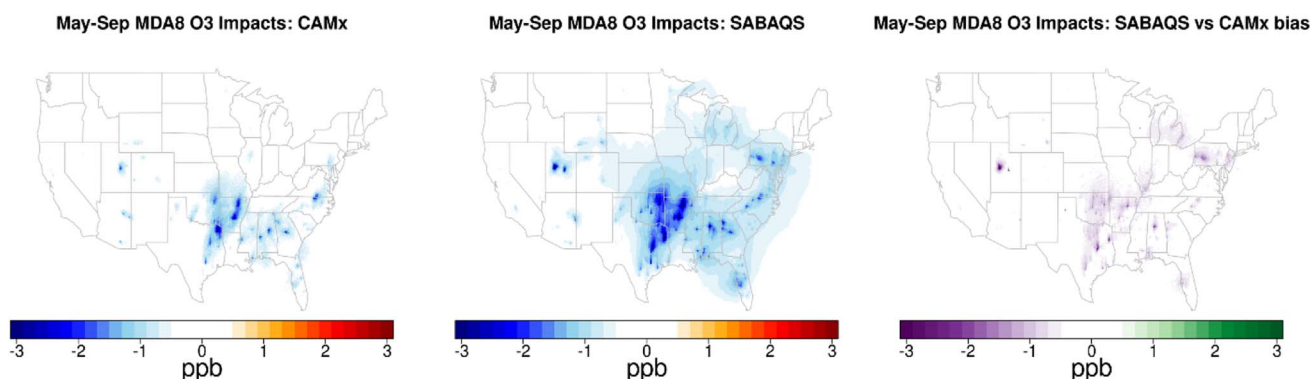 May-Sep MDA8 O3 Impacts: CAMx
-3 -2 -1 0 1 2 3
ppb
May-Sep MDA8 O3 Impacts: SABAQS
-3 -2 -1 0 1 2 3
ppb
May-Sep MDA8 O3 Impacts: SABAQS vs CAMx bias
-3 -2 -1 0 1 2 3
ppb